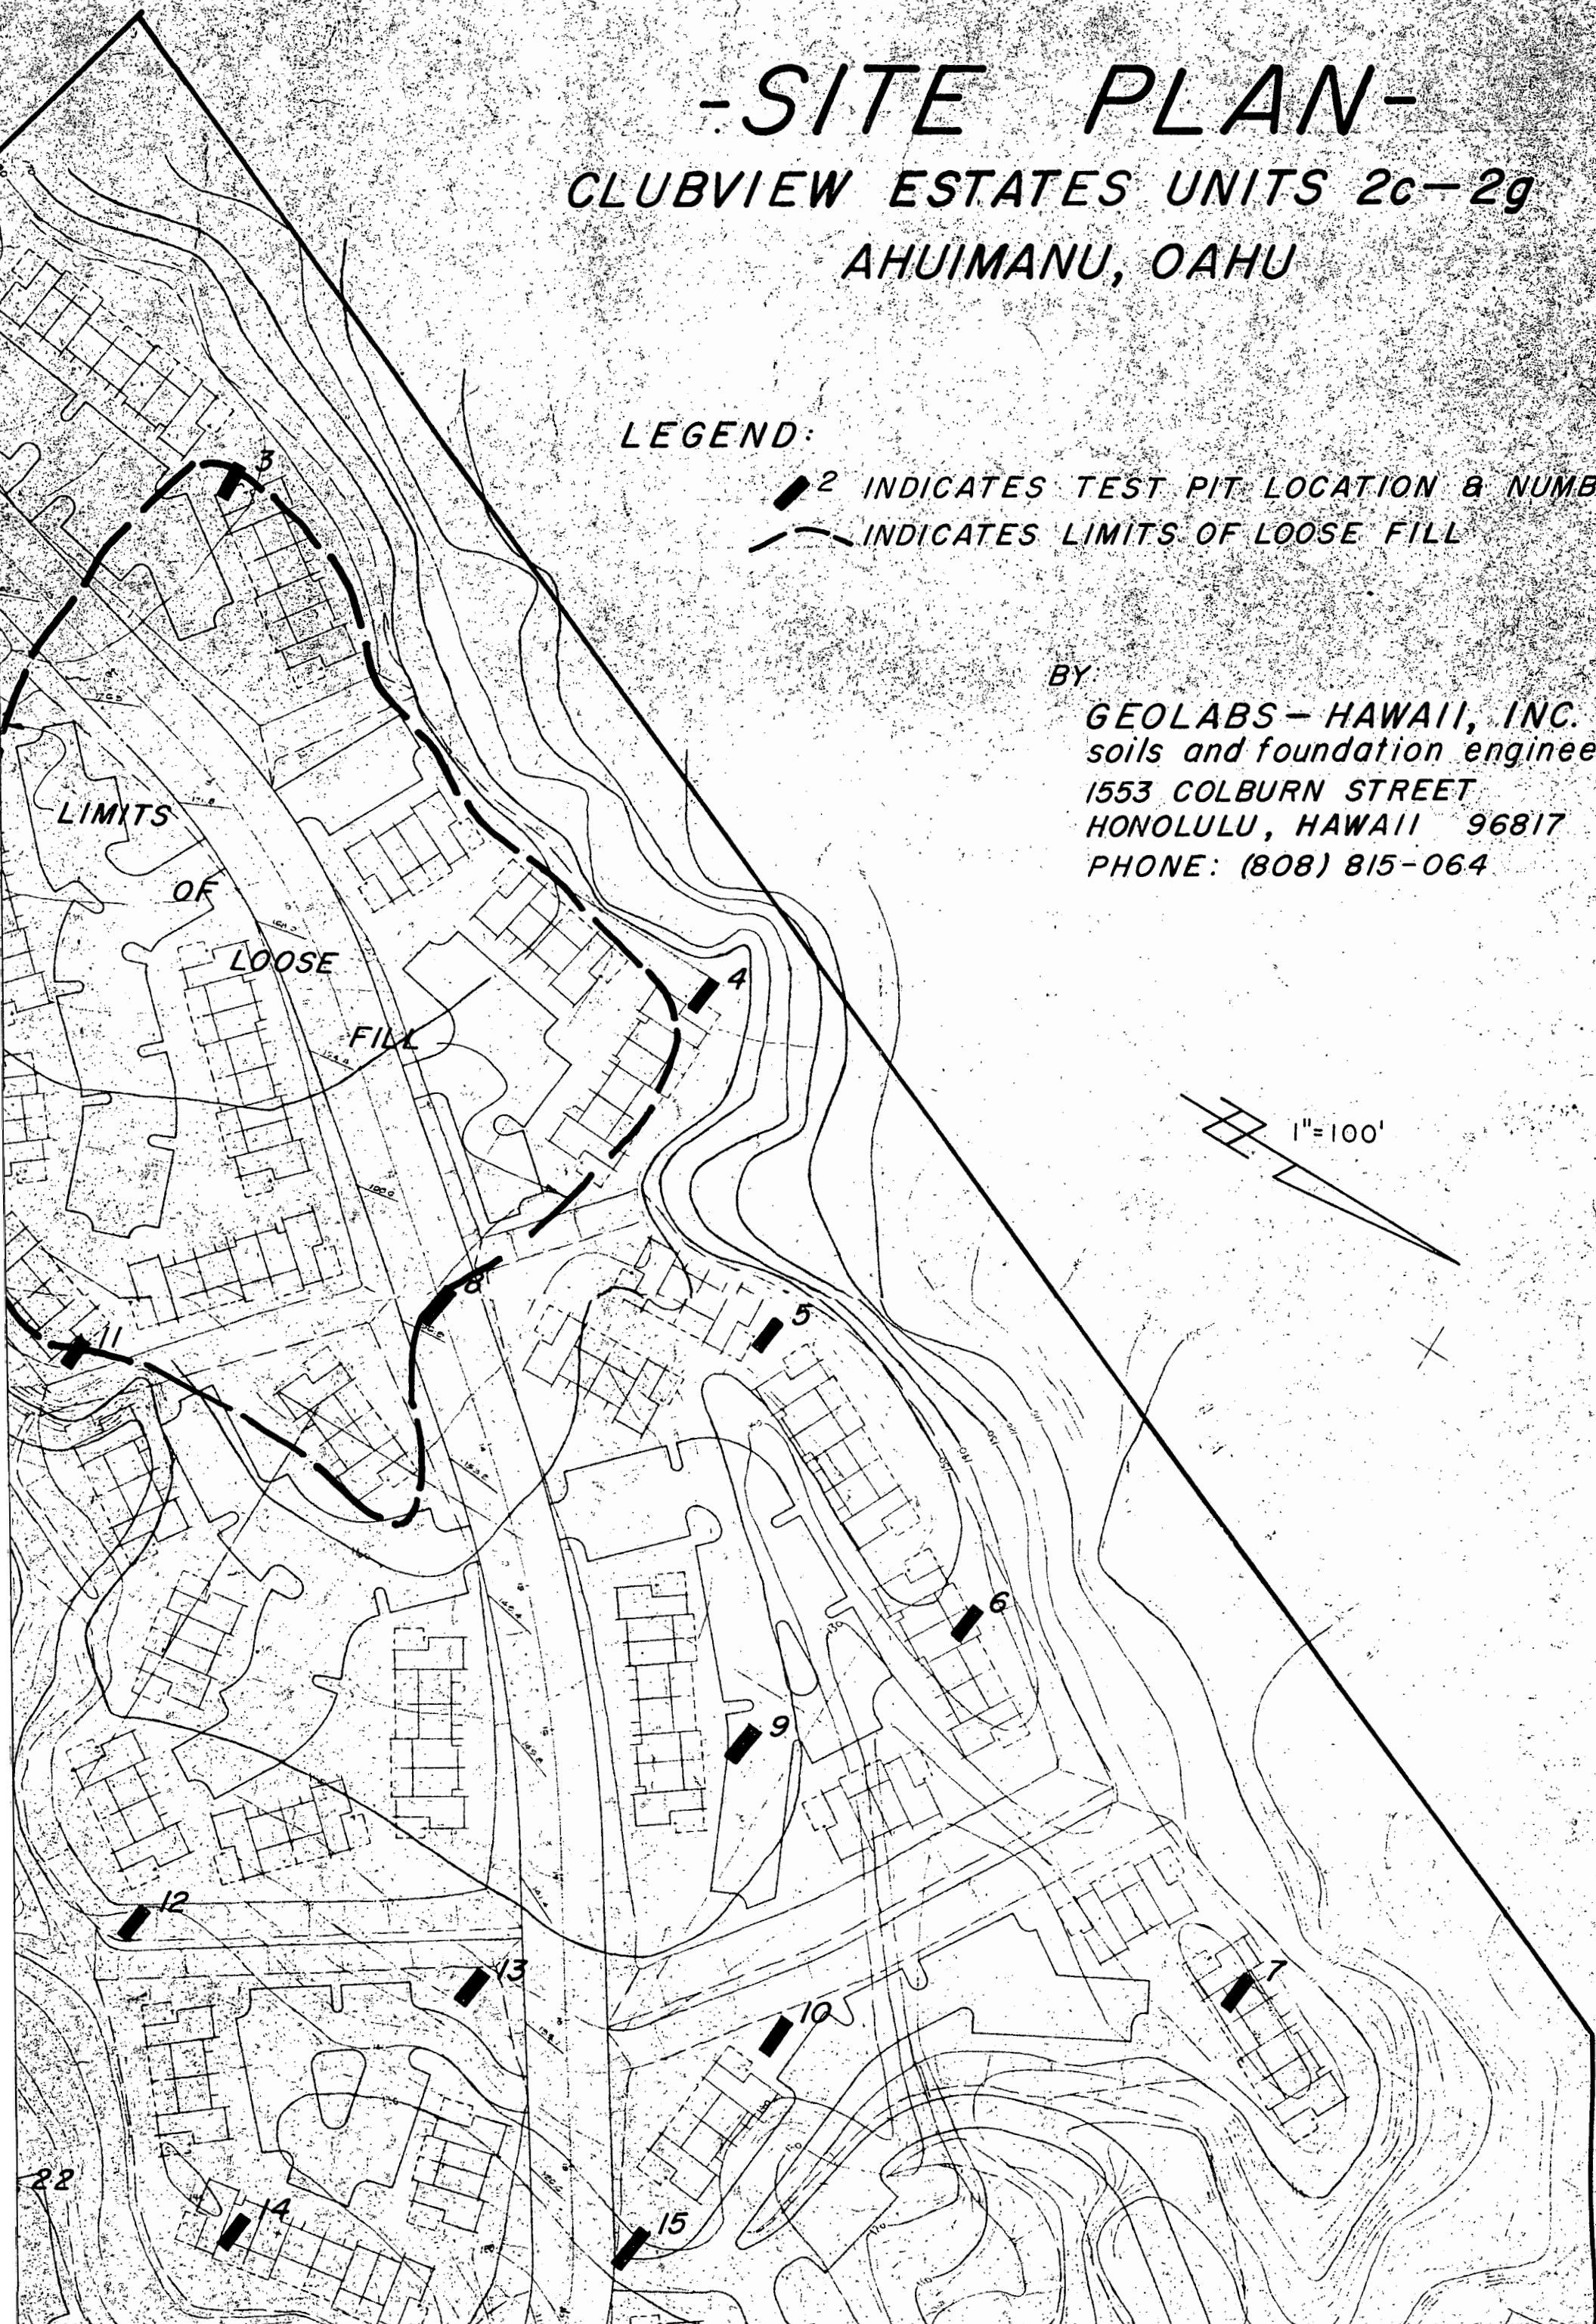 -SITE PLAN-
CLUBVIEW ESTATES UNITS 2c-2g
AHUIMANU, OAHU
LEGEND:
2 INDICATES TEST PIT LOCATION & NUMB
INDICATES LIMITS OF LOOSE FILL
BY:
GEOLABS-HAWAII, INC.
soils and foundation enginee
1553 COLBURN STREET
HONOLULU, HAWAII 96817
PHONE: (808) 815-064
3
LIMITS
OF
LOOSE
FILL
4
1"=100'
8
5
11
6
9
12
13
7
10
22
14
15